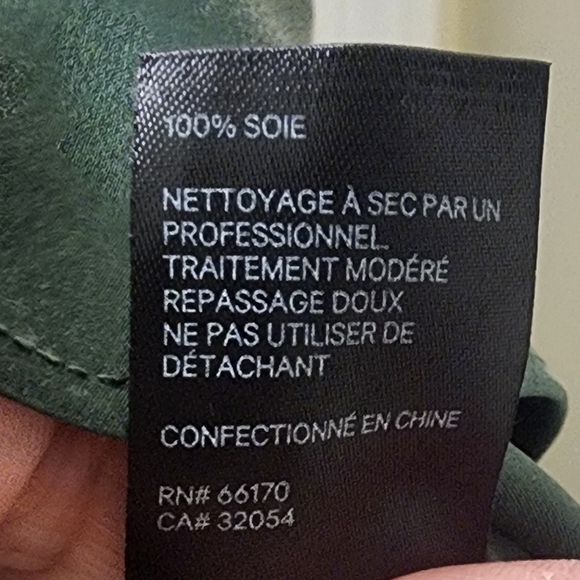 100% SOIE
NETTOYAGE À SEC PAR UN
PROFESSIONNEL
TRAITEMENT MODÉRÉ
REPASSAGE DOUX
NE PAS UTILISER DE
DÉTACHANT
CONFECTIONNÉ EN CHINE
RN# 66170
CA# 32054